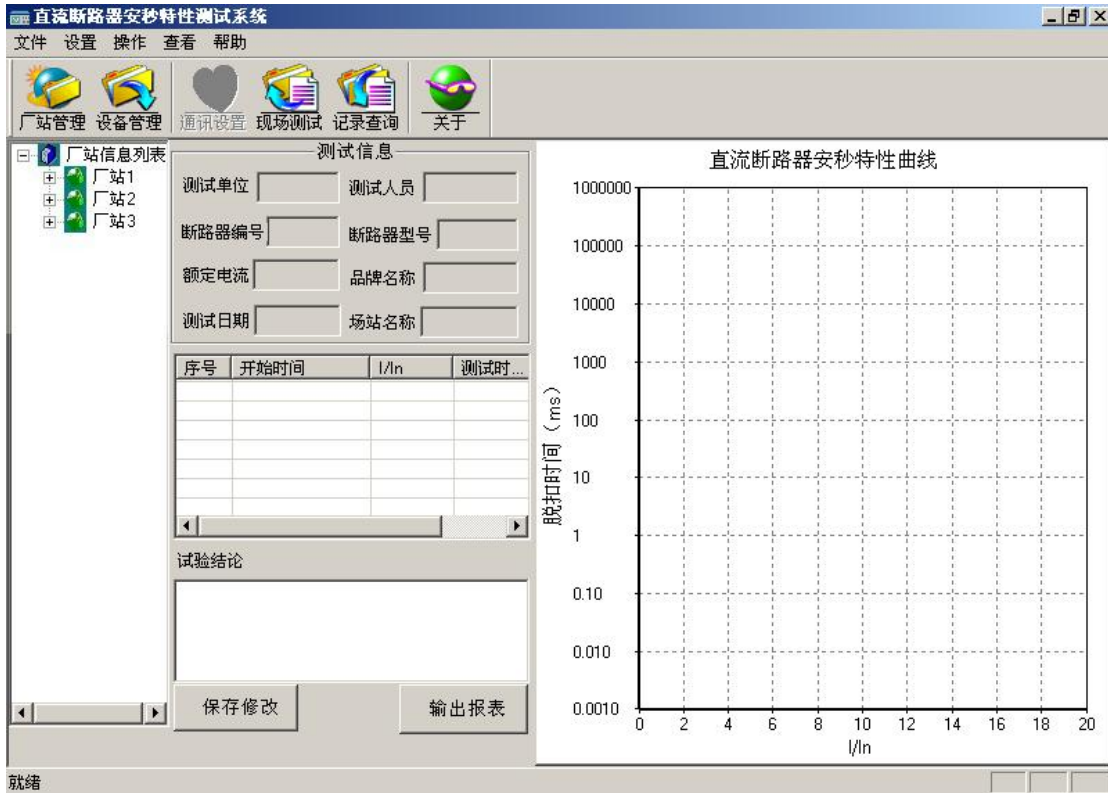 直流断路器安秒特性测试系统
文件 设置 操作 查看 帮助
厂站管理 设备管理 通讯设置 现场测试 记录查询 关于
厂站信息列表
厂站1
厂站2
厂站3
测试信息
测试单位 测试人员
断路器编号 断路器型号
额定电流 品牌名称
测试日期 场站名称
序号 开始时间 I/In 测试时...
试验结论
保存修改 输出报表
直流断路器安秒特性曲线
脱扣时间（ms）
1000000
100000
10000
1000
100
10
1
0.10
0.010
0.0010
0 2 4 6 8 10 12 14 16 18 20
I/In
就绪